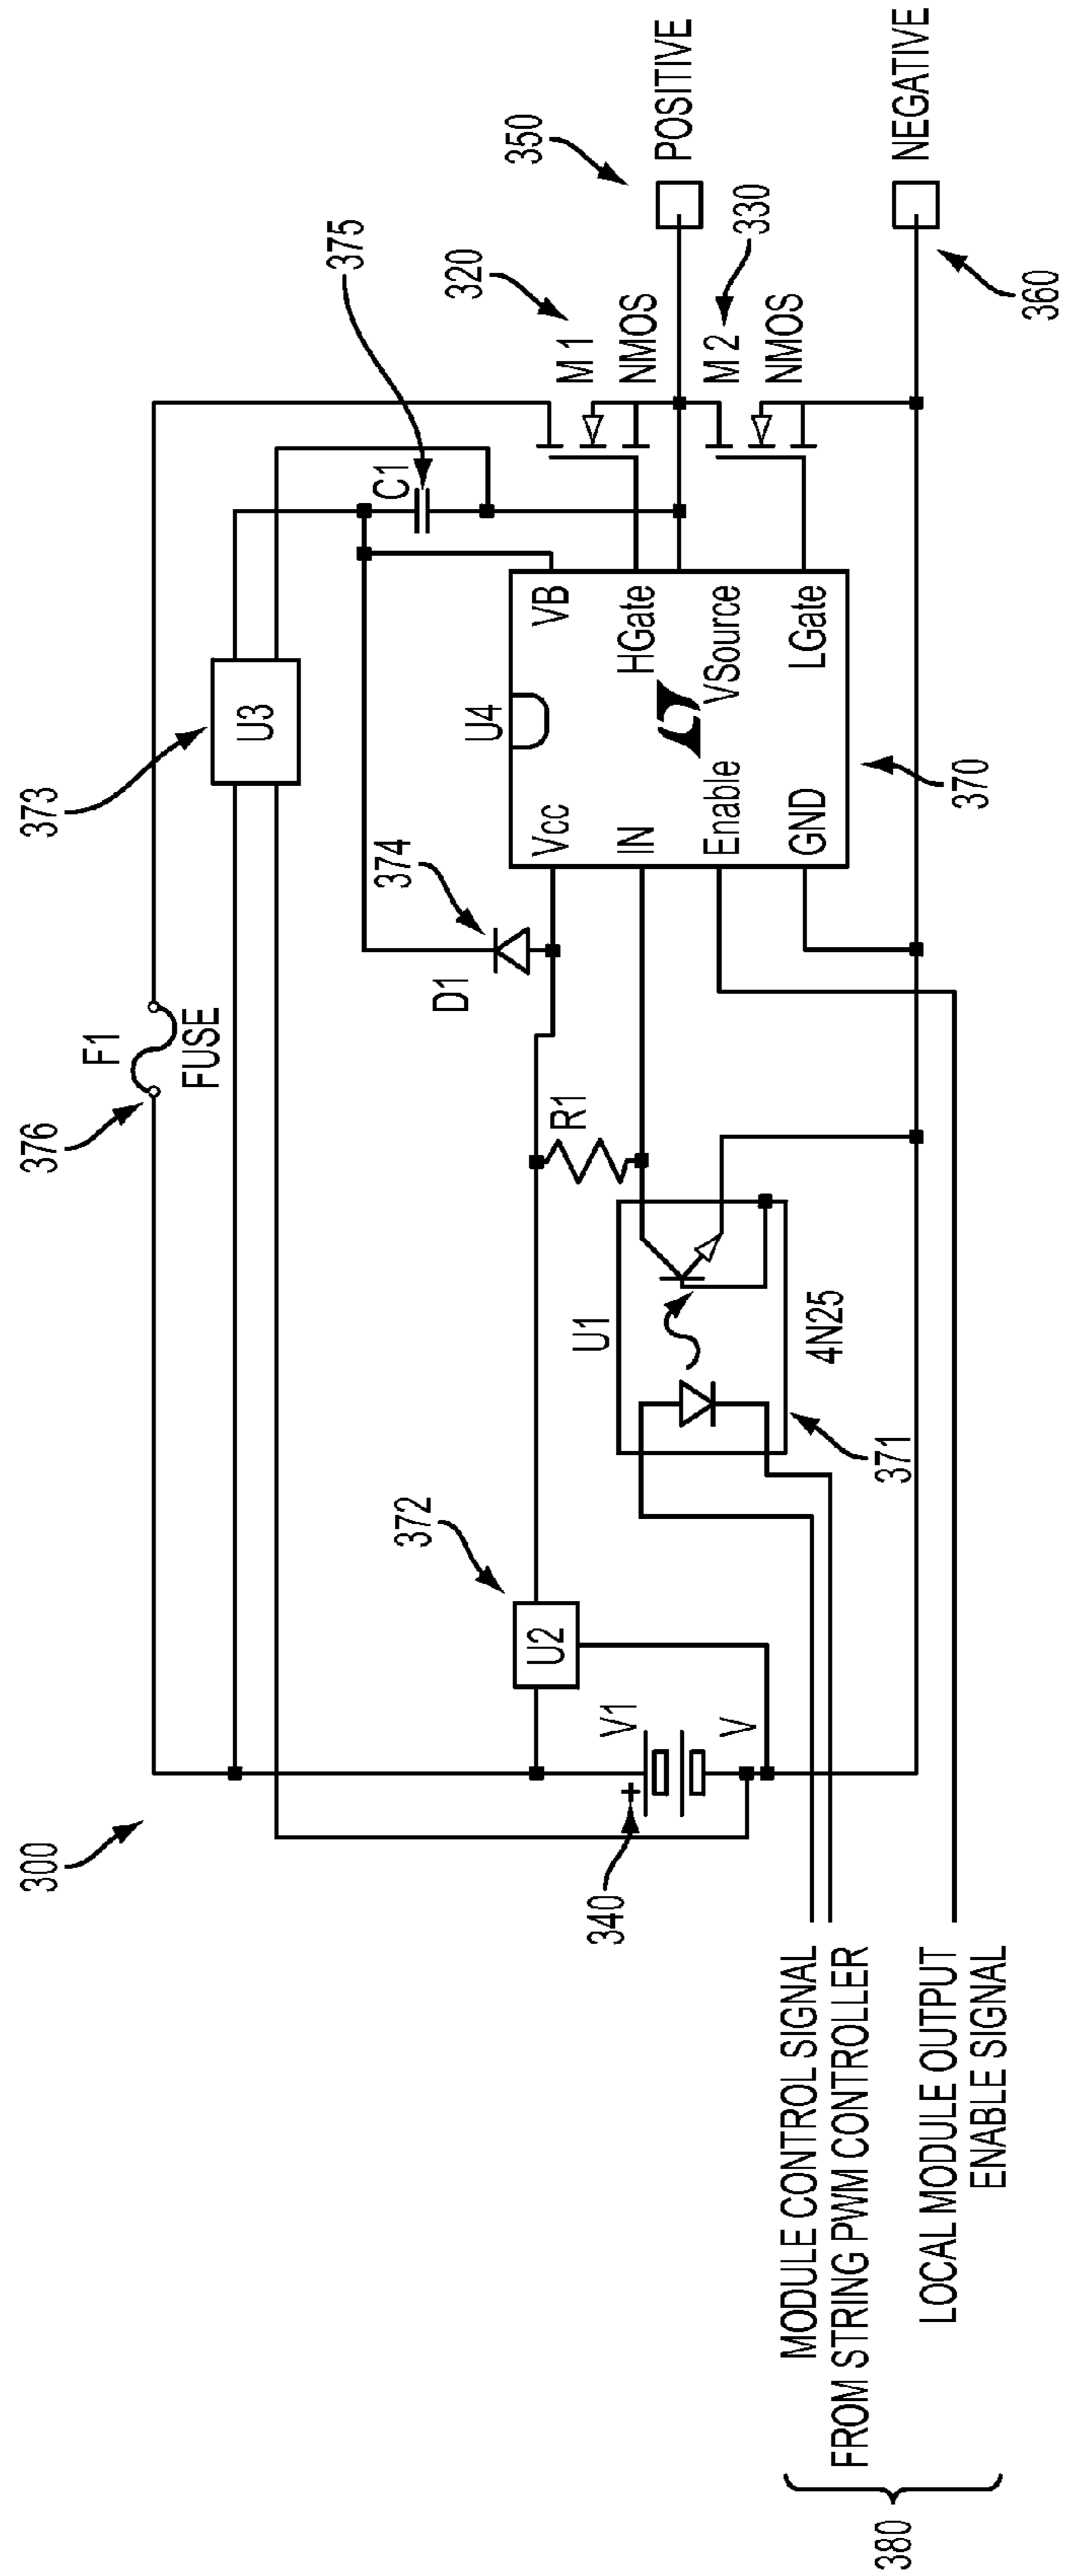 300
376
F1
FUSE
373
U3
375
C1
320
M 1
NMOS
350
POSITIVE
M 2
330
NMOS
NEGATIVE
360
374
D1
U4
Vcc
VB
IN
HGate
Enable
VSource
GND
LGate
370
372
U2
R1
U1
4N25
371
V1
+
V
340
MODULE CONTROL SIGNAL
FROM STRING PWM CONTROLLER
LOCAL MODULE OUTPUT
ENABLE SIGNAL
380